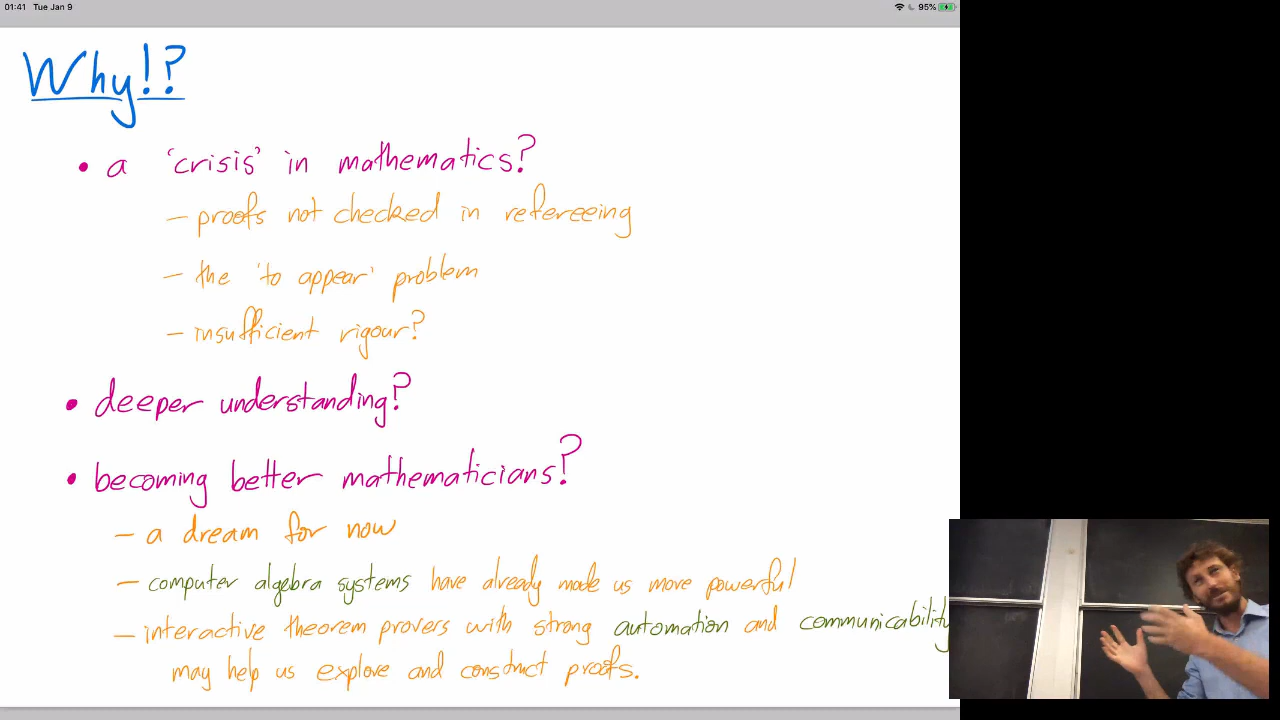 01:41 Tue Jan 9 95%
Why!?
• a 'crisis' in mathematics?
– proofs not checked in refereeing
– the 'to appear' problem
– insufficient rigour?
• deeper understanding?
• becoming better mathematicians?
– a dream for now
– computer algebra systems have already made us more powerful
– interactive theorem provers with strong automation and communicability
may help us explore and construct proofs.